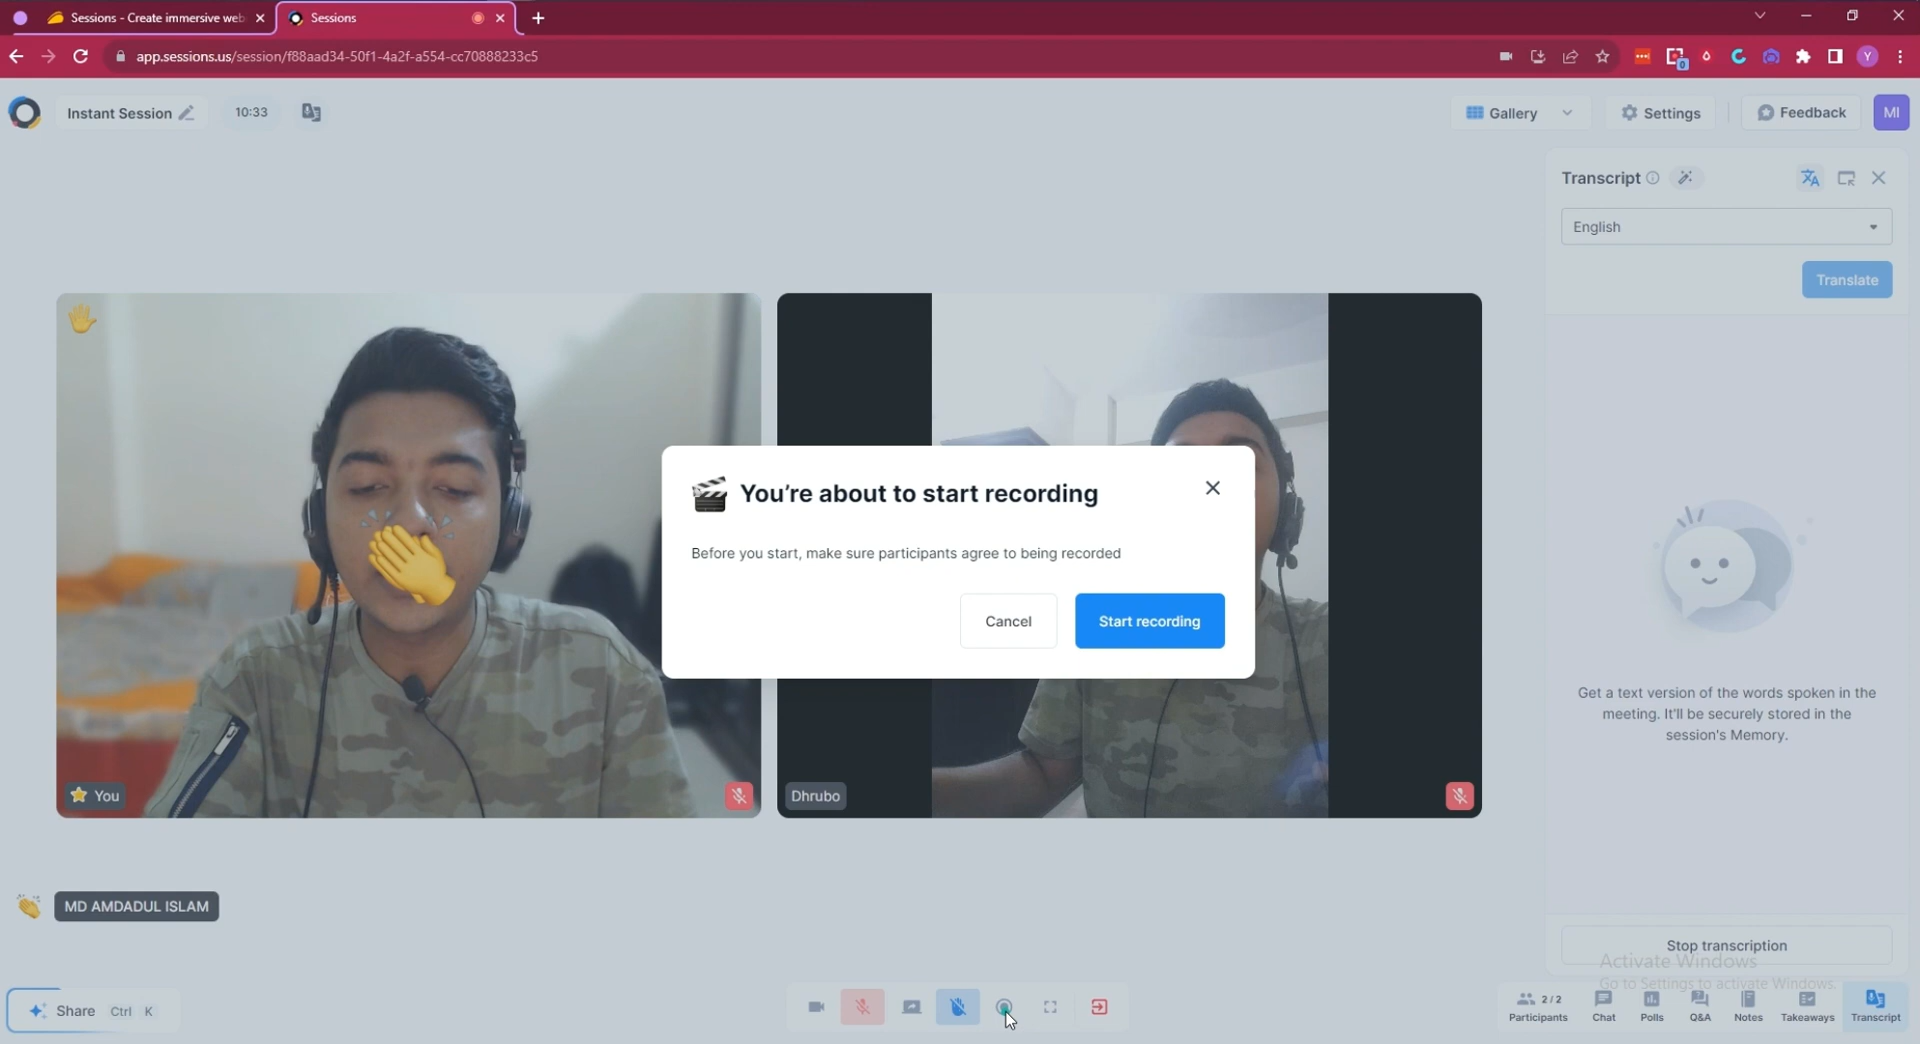 Sessions - Create immersive web
Sessions
app.sessions.us/session/f88aad34-50f1-4a2f-a554-cc70888233c5
0
Y
Instant Session
10:33
Gallery
Settings
Feedback
MI
Transcript
English
Translate
You're about to start recording
Before you start, make sure participants agree to being recorded
Cancel
Start recording
You
Dhrubo
Get a text version of the words spoken in the
meeting. It'll be securely stored in the
session's Memory.
MD AMDADUL ISLAM
Stop transcription
Activate Windows
Go to Settings to activate Windows.
Share Ctrl K
2/2
Participants
Chat
Polls
Q&A
Notes
Takeaways
Transcript